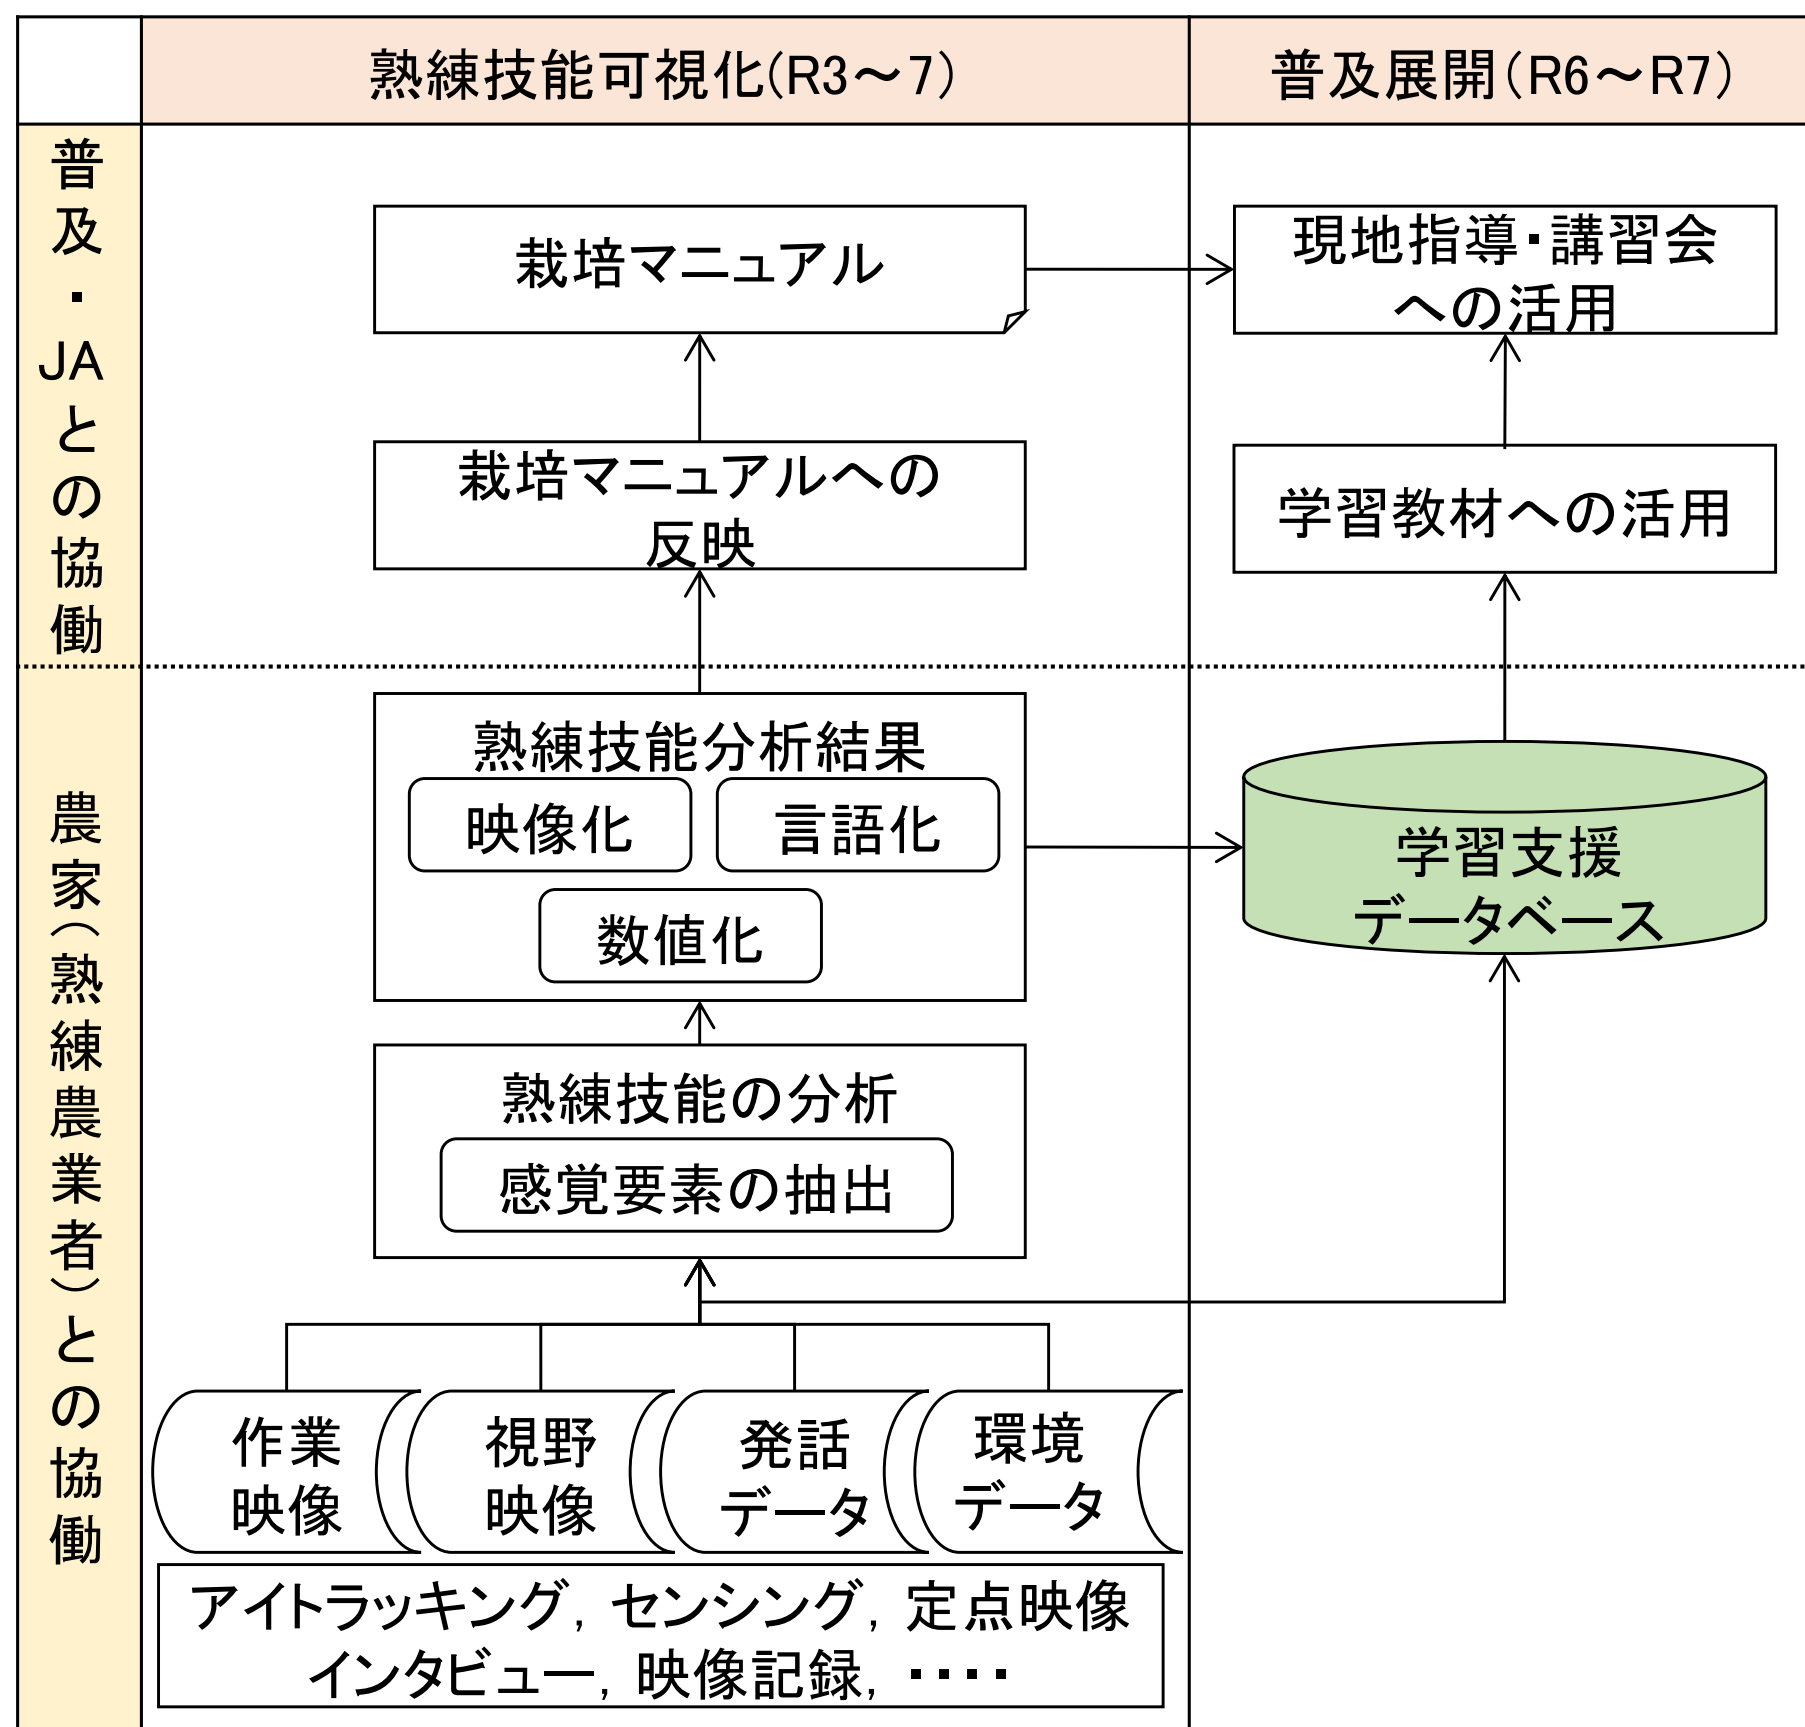 熟練技能可視化(R3～7)
普及展開(R6～R7)
普及・JAとの協働
栽培マニュアル
現地指導・講習会
への活用
栽培マニュアルへの
反映
学習教材への活用
農家(熟練農業者)との協働
熟練技能分析結果
映像化
言語化
数値化
学習支援
データベース
熟練技能の分析
感覚要素の抽出
作業
映像
視野
映像
発話
データ
環境
データ
アイトラッキング，センシング，定点映像
インタビュー，映像記録，・・・・